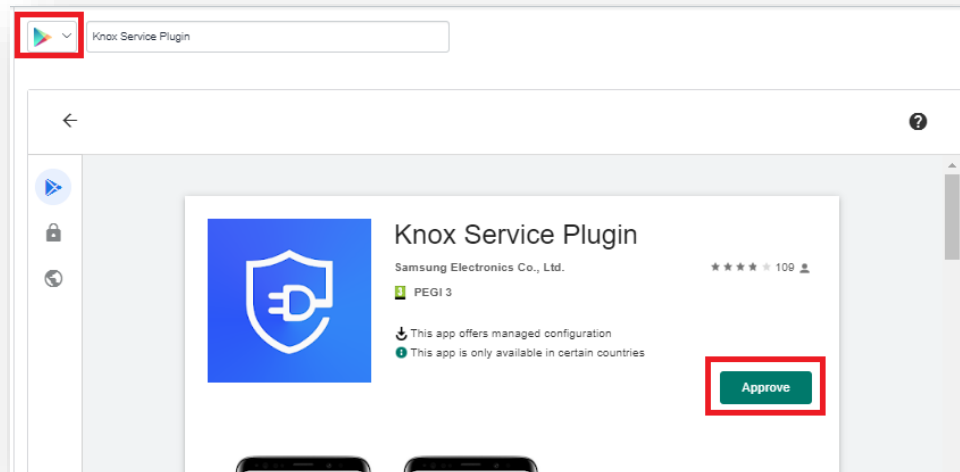 Knox Service Plugin
Knox Service Plugin
Samsung Electronics Co., Ltd.
109
3 PEGI 3
This app offers managed configuration
This app is only available in certain countries
Approve